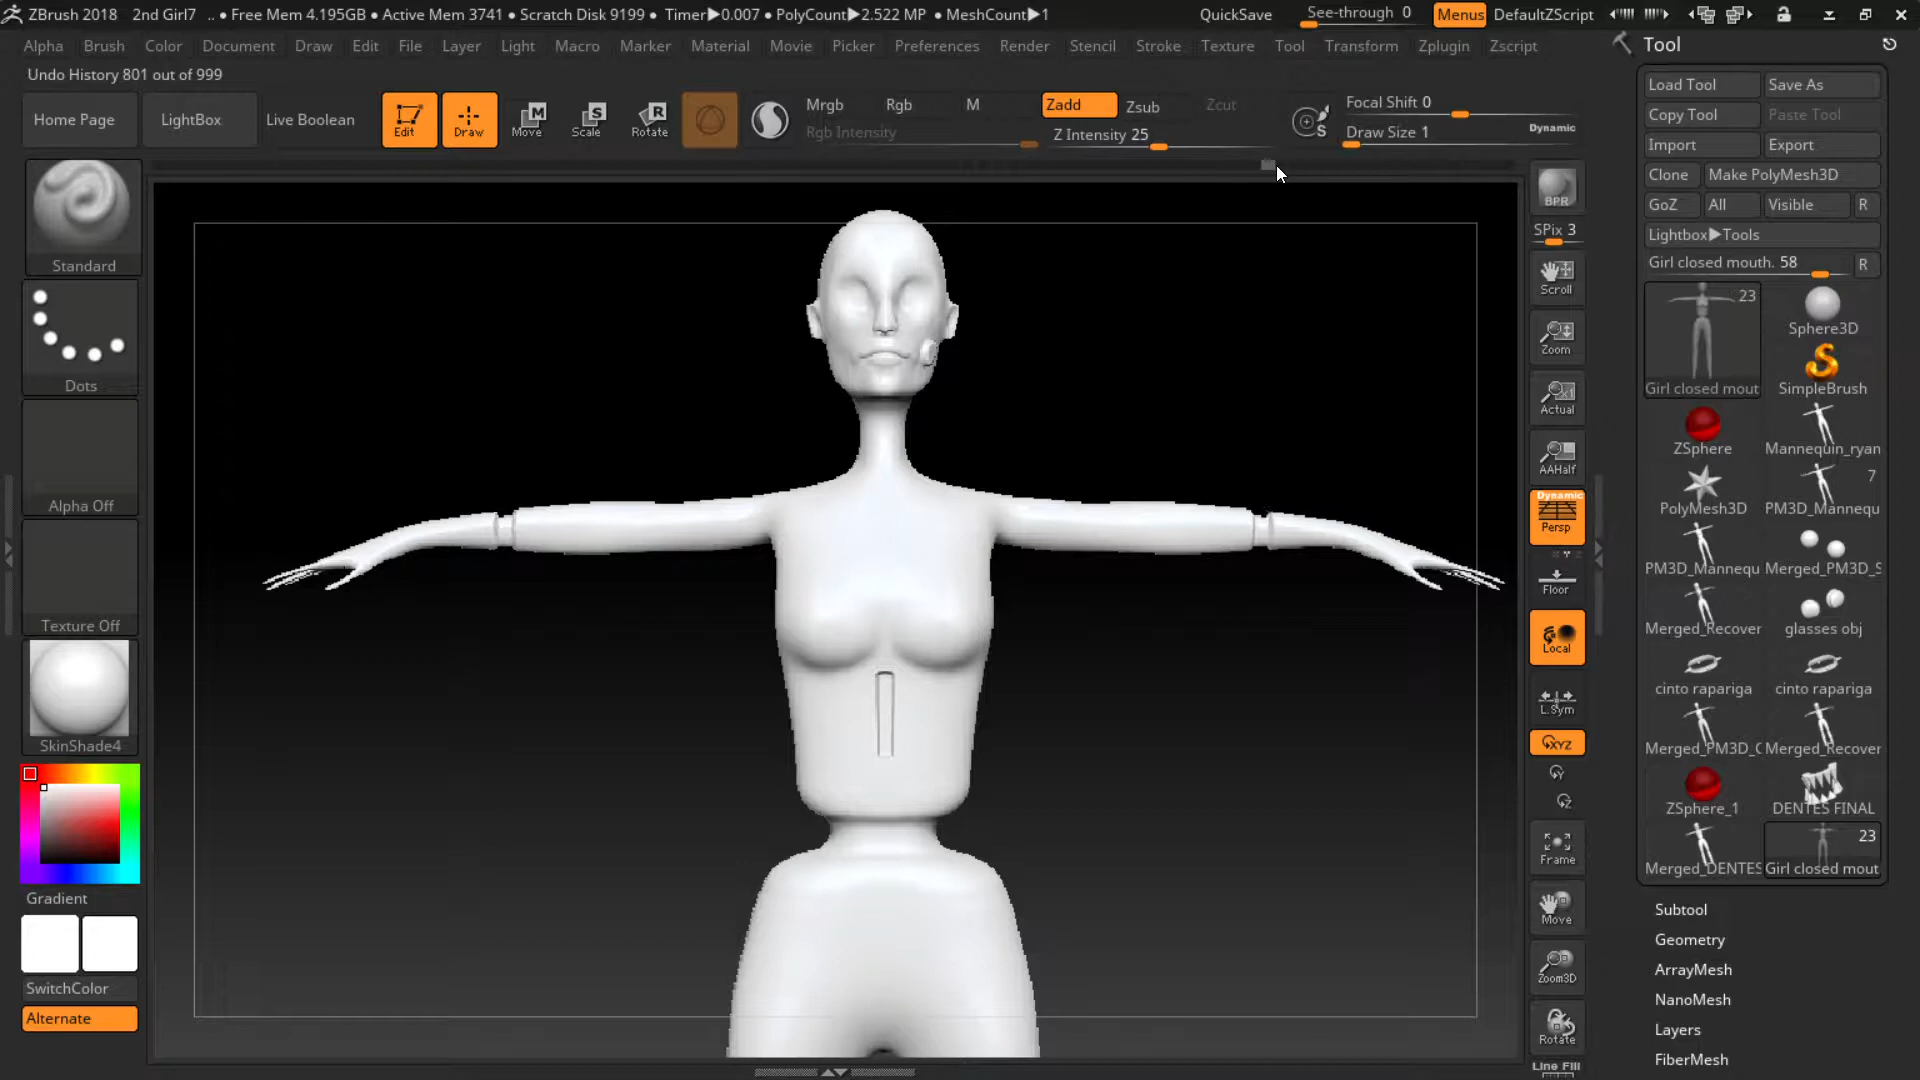 ZBrush 2018 2nd Girl7 .. • Free Mem 4.195GB • Active Mem 3741 • Scratch Disk 9199 • Timer▶0.007 • PolyCount▶2.522 MP • MeshCount▶1 QuickSave See-through 0 Menus DefaultZScript
Alpha Brush Color Document Draw Edit File Layer Light Macro Marker Material Movie Picker Preferences Render Stencil Stroke Texture Tool Transform Zplugin Zscript
Undo History 801 out of 999
Home Page LightBox Live Boolean Edit Draw Move Scale Rotate
M S R
Mrgb Rgb M Zadd Zsub Zcut
Rgb Intensity Z Intensity 25
S
Focal Shift 0
Draw Size 1 Dynamic
Standard
Dots
Alpha Off
Texture Off
SkinShade4
Gradient
SwitchColor
Alternate
BPR
SPix 3
Scroll
Zoom
Actual
AAHalf
Dynamic
Persp
Floor
Local
L.Sym
XYZ
Y
Z
Frame
Move
Zoom3D
Rotate
Line Fill
Tool
Load Tool Save As
Copy Tool Paste Tool
Import Export
Clone Make PolyMesh3D
GoZ All Visible R
Lightbox▶Tools
Girl closed mouth. 58 R
23
Girl closed mout Sphere3D
SimpleBrush
ZSphere Mannequin_ryan
7
PolyMesh3D PM3D_Mannequ
PM3D_Mannequ Merged_PM3D_S
Merged_Recover glasses obj
cinto rapariga cinto rapariga
Merged_PM3D_C Merged_Recover
ZSphere_1 DENTES FINAL
23
Merged_DENTES Girl closed mout
Subtool
Geometry
ArrayMesh
NanoMesh
Layers
FiberMesh